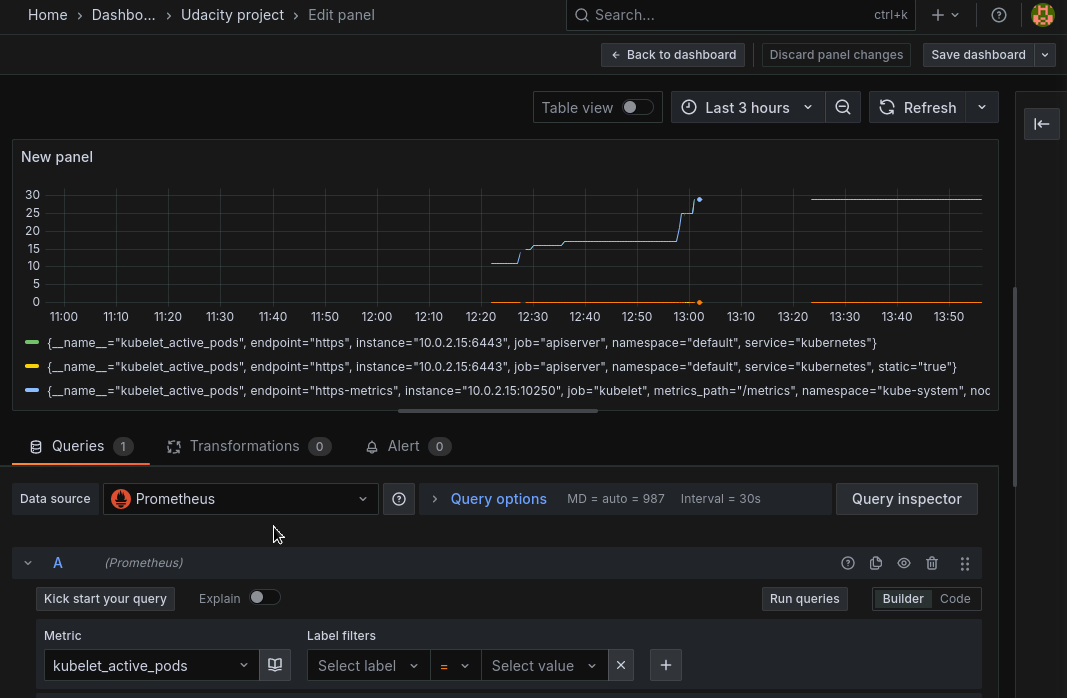 Home › Dashbo... › Udacity project › Edit panel Search... ctrl+k
Back to dashboard Discard panel changes Save dashboard
Table view Last 3 hours Refresh
New panel
30
25
20
15
10
5
0
11:00 11:10 11:20 11:30 11:40 11:50 12:00 12:10 12:20 12:30 12:40 12:50 13:00 13:10 13:20 13:30 13:40 13:50
{__name__="kubelet_active_pods", endpoint="https", instance="10.0.2.15:6443", job="apiserver", namespace="default", service="kubernetes"}
{__name__="kubelet_active_pods", endpoint="https", instance="10.0.2.15:6443", job="apiserver", namespace="default", service="kubernetes", static="true"}
{__name__="kubelet_active_pods", endpoint="https-metrics", instance="10.0.2.15:10250", job="kubelet", metrics_path="/metrics", namespace="kube-system", noc
Queries 1 Transformations 0 Alert 0
Data source Prometheus Query options MD = auto = 987 Interval = 30s Query inspector
A (Prometheus)
Kick start your query Explain Run queries Builder Code
Metric Label filters
kubelet_active_pods Select label = Select value